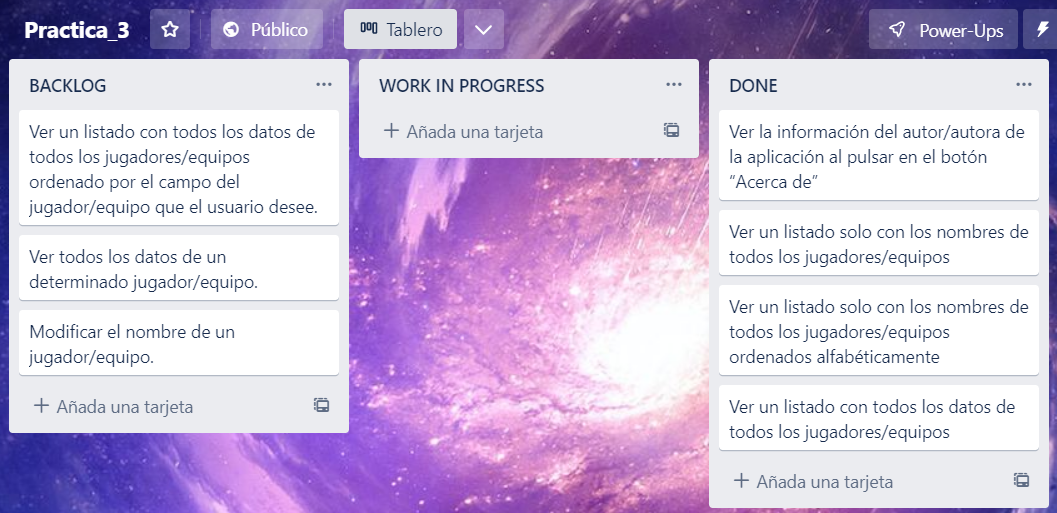 Practica_3
Público
Tablero
Power-Ups
BACKLOG
Ver un listado con todos los datos de
todos los jugadores/equipos
ordenado por el campo del
jugador/equipo que el usuario desee.
Ver todos los datos de un
determinado jugador/equipo.
Modificar el nombre de un
jugador/equipo.
Añada una tarjeta
WORK IN PROGRESS
Añada una tarjeta
DONE
Ver la información del autor/autora de
la aplicación al pulsar en el botón
“Acerca de”
Ver un listado solo con los nombres de
todos los jugadores/equipos
Ver un listado solo con los nombres de
todos los jugadores/equipos
ordenados alfabéticamente
Ver un listado con todos los datos de
todos los jugadores/equipos
Añada una tarjeta